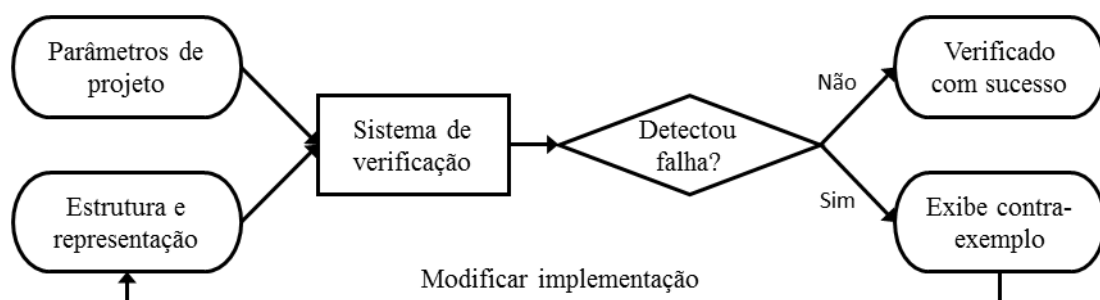 Parâmetros de
projeto
Estrutura e
representação
Sistema de
verificação
Detectou
falha?
Não
Sim
Verificado
com sucesso
Exibe contra-
exemplo
Modificar implementação